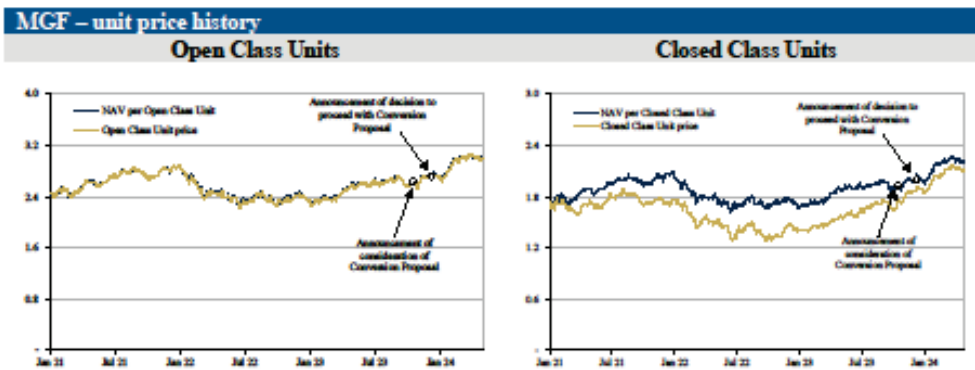 MGF – unit price history
Open Class Units
Closed Class Units
4.0
3.2
2.4
1.6
0.8
-
NAV per Open Class Unit
Open Class Unit price
Announcement of decision to
proceed with Conversion
Proposal
Announcement of
consideration of
Conversion Proposal
Jan 21
Jul 21
Jan 22
Jul 22
Jan 23
Jul 23
Jan 24
3.0
2.4
1.8
1.2
0.6
-
NAV per Closed Class Unit
Closed Class Unit price
Announcement of decision to
proceed with Conversion
Proposal
Announcement of
consideration of
Conversion Proposal
Jan 21
Jul 21
Jan 22
Jul 22
Jan 23
Jul 23
Jan 24